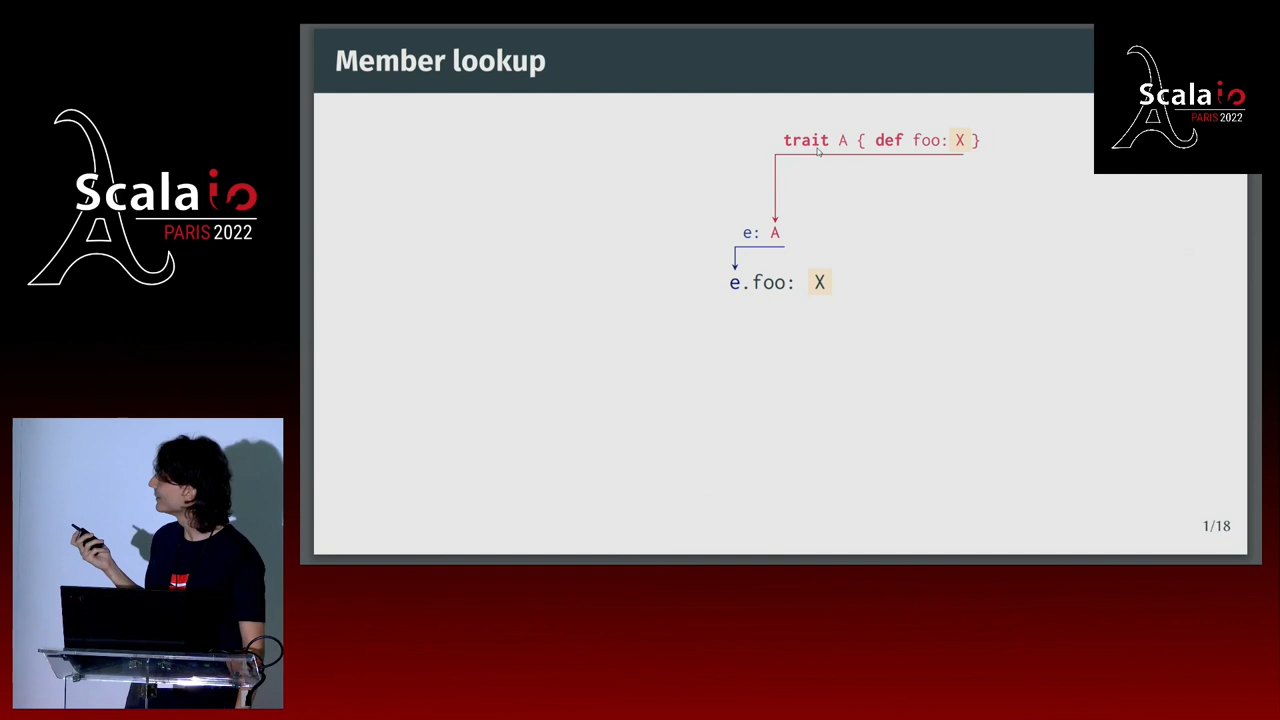 Scala io
PARIS 2022
Member lookup
trait A { def foo: X }
e: A
e.foo: X
1/18
Scala io
PARIS 2022